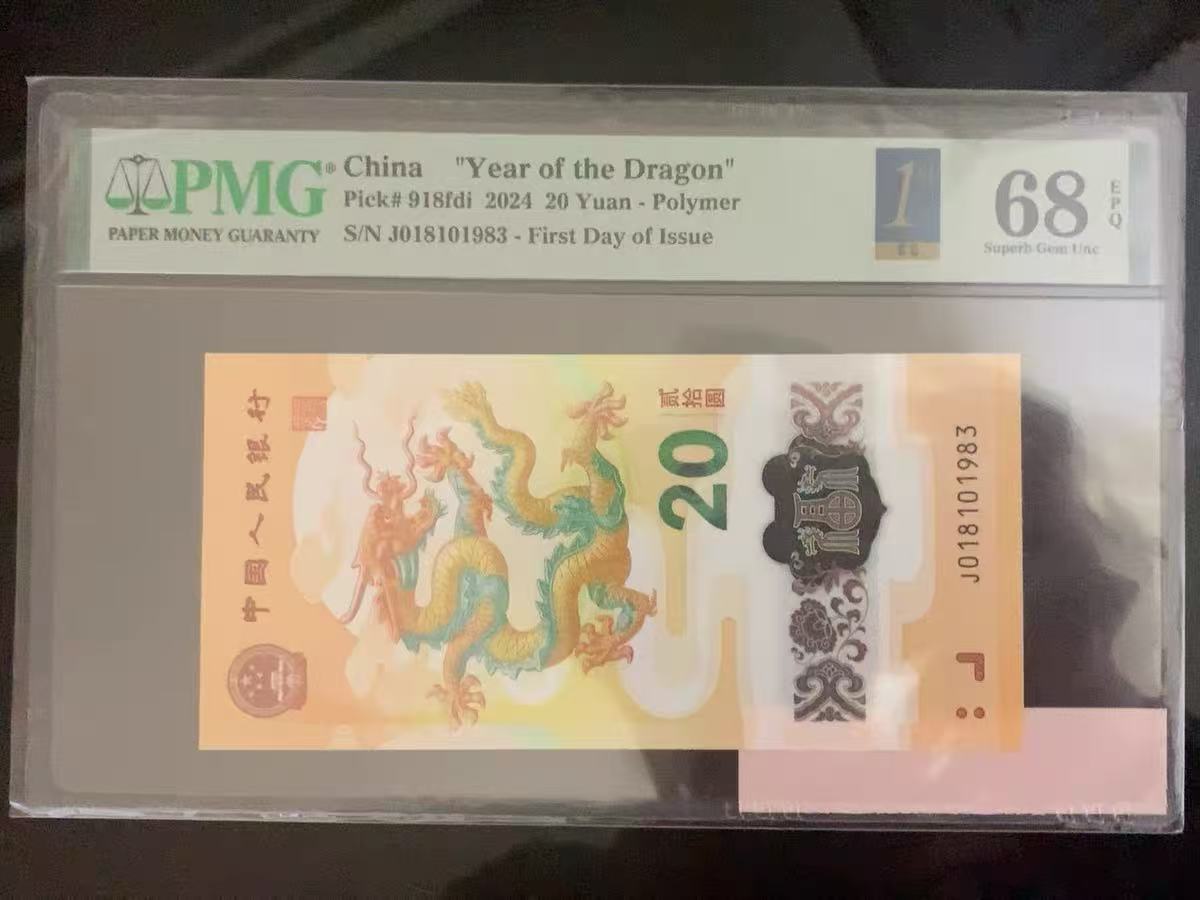 PMG®
PAPER MONEY GUARANTY
China "Year of the Dragon"
Pick# 918fdi 2024 20 Yuan - Polymer
S/N J018101983 - First Day of Issue
1
68
EPQ
Superb Gem Unc
中国人民银行
贰拾圆
20
福
J018101983